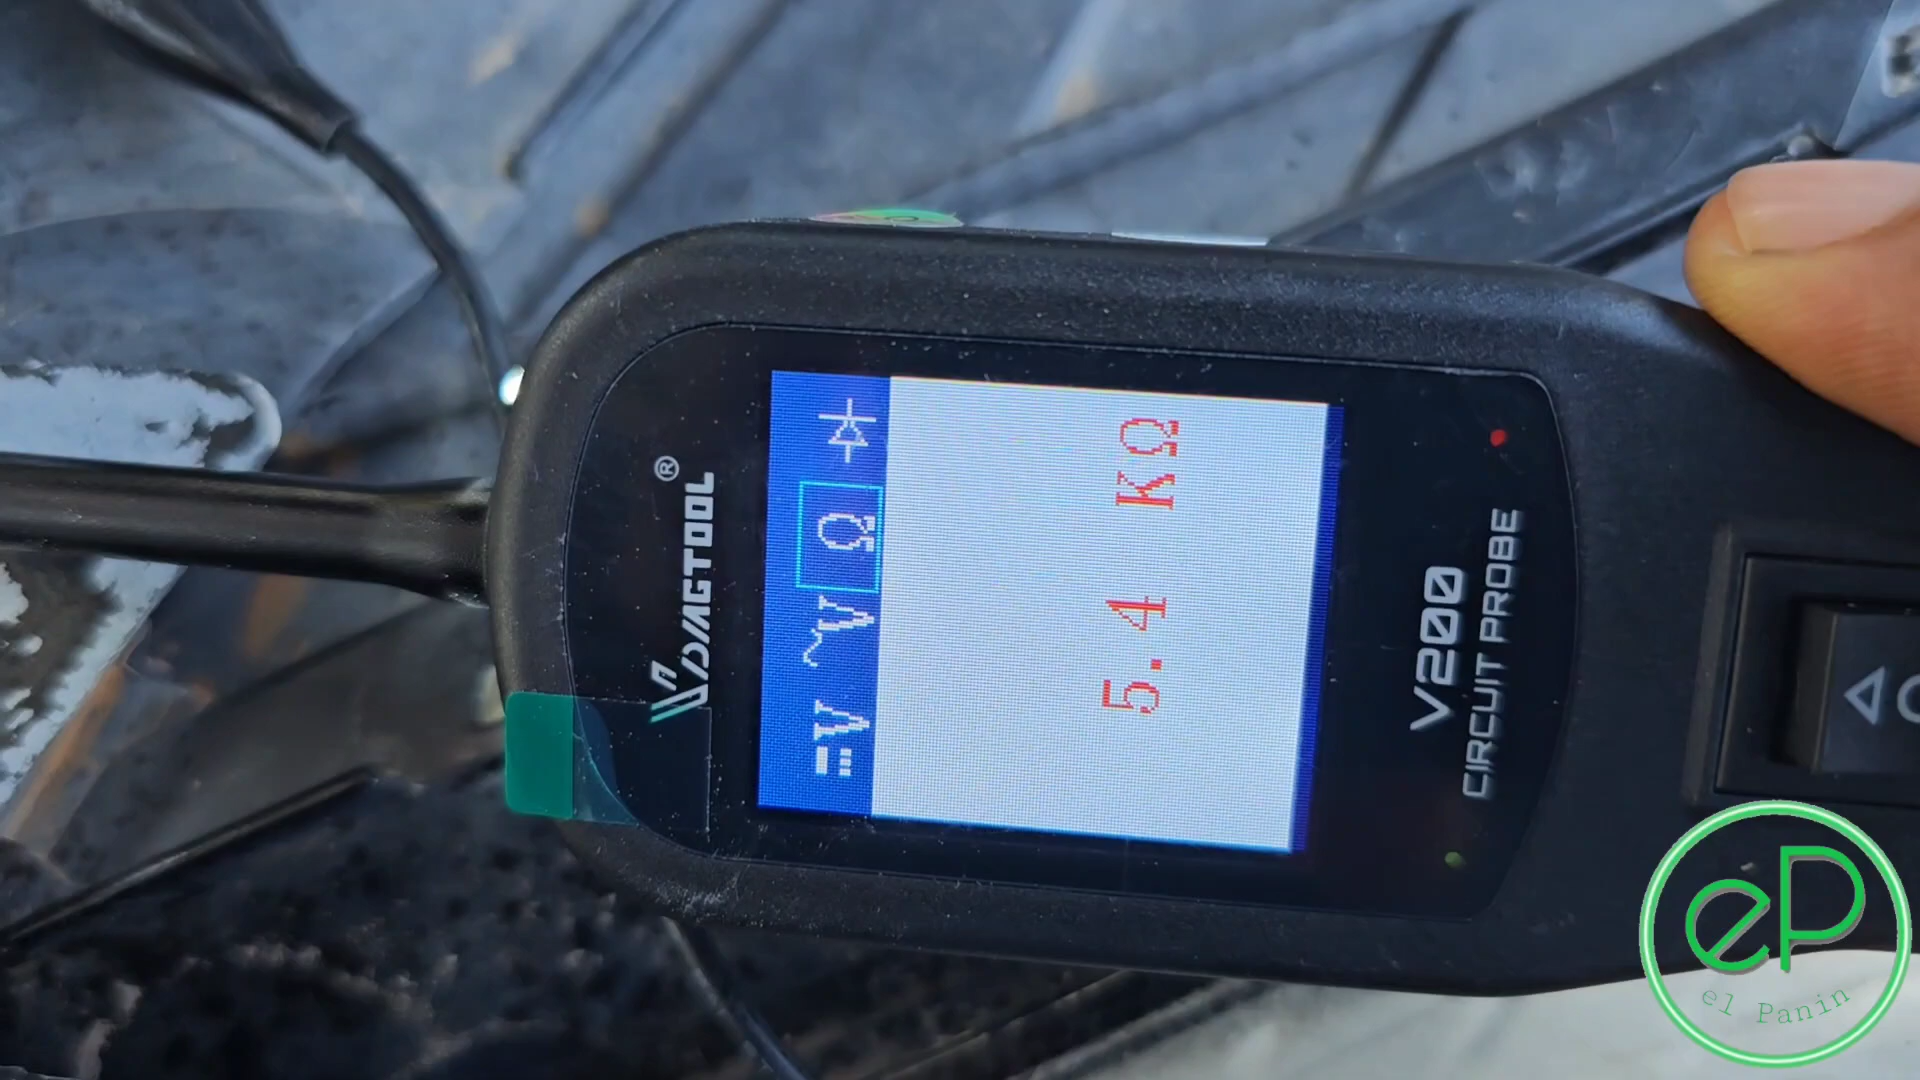 VDIAGTOOL®
⎓V ~V Ω
5.4 KΩ
V200
CIRCUIT PROBE
eP
el Panin